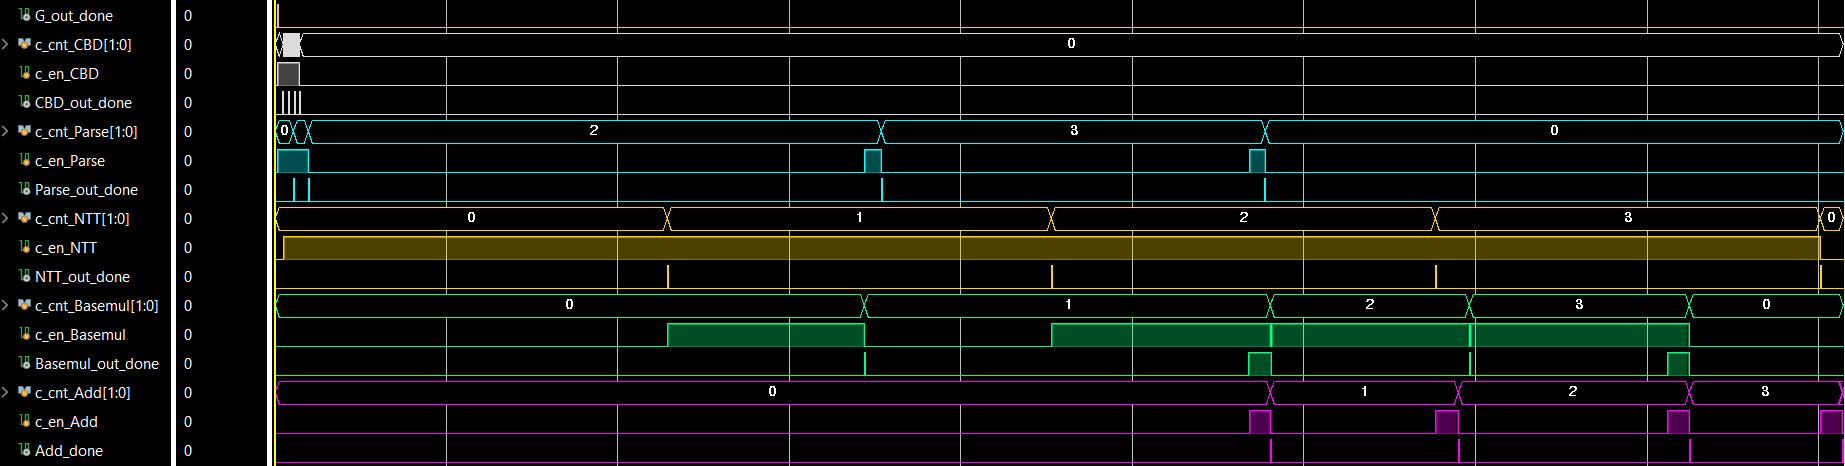 G_out_done 0
c_cnt_CBD[1:0] 0 0
c_en_CBD 0
CBD_out_done 0
c_cnt_Parse[1:0] 0 0 2 3 0
c_en_Parse 0
Parse_out_done 0
c_cnt_NTT[1:0] 0 0 1 2 3 0
c_en_NTT 0
NTT_out_done 0
c_cnt_Basemul[1:0] 0 0 1 2 3 0
c_en_Basemul 0
Basemul_out_done 0
c_cnt_Add[1:0] 0 0 1 2 3
c_en_Add 0
Add_done 0